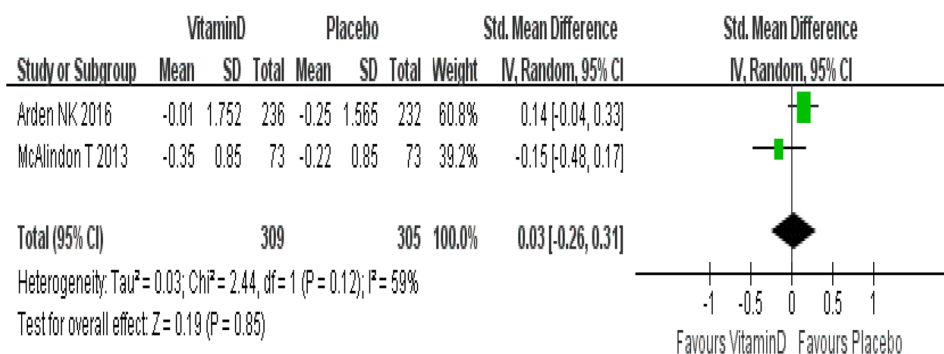 VitaminD Placebo Std. Mean Difference Std. Mean Difference
Study or Subgroup Mean SD Total Mean SD Total Weight IV, Random, 95% CI IV, Random, 95% CI
Arden NK 2016 -0.01 1.752 236 -0.25 1.565 232 60.8% 0.14 [-0.04, 0.33]
McAlindon T 2013 -0.35 0.85 73 -0.22 0.85 73 39.2% -0.15 [-0.48, 0.17]
Total (95% CI) 309 305 100.0% 0.03 [-0.26, 0.31]
Heterogeneity: Tau² = 0.03; Chi² = 2.44, df = 1 (P = 0.12); I² = 59%
Test for overall effect: Z = 0.19 (P = 0.85)
-1 -0.5 0 0.5 1
Favours VitaminD Favours Placebo